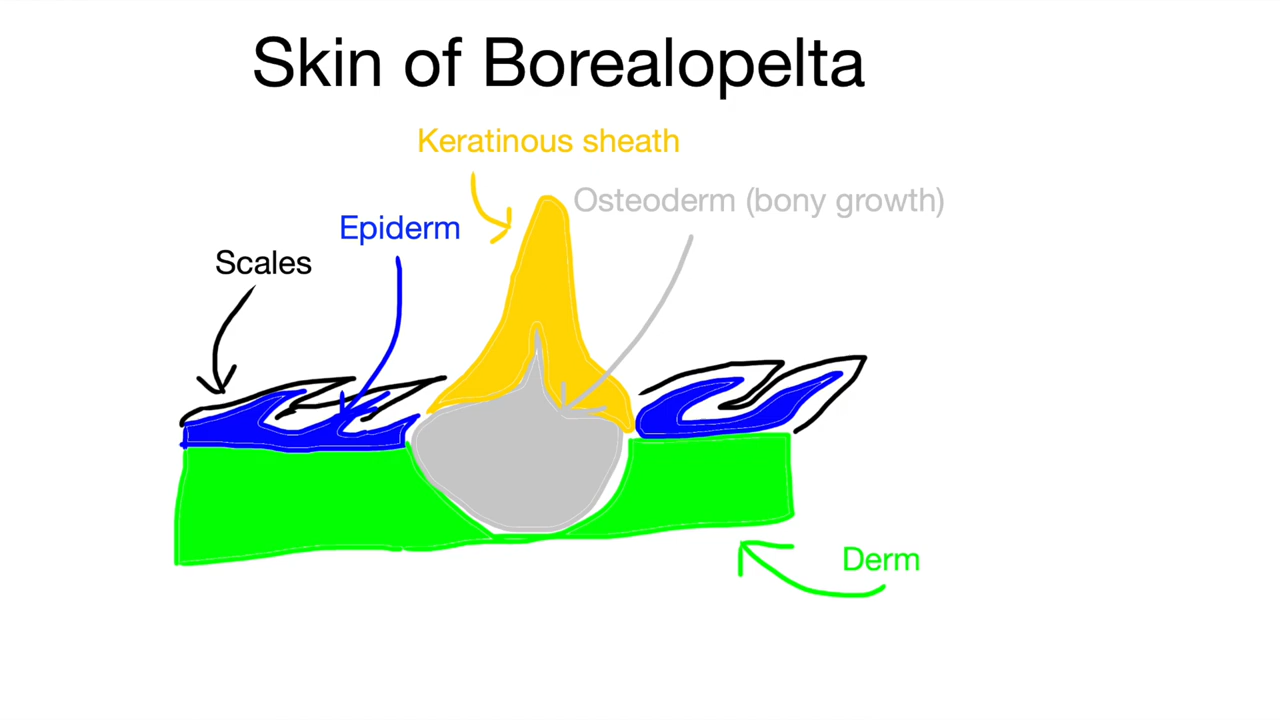 Skin of Borealopelta
Keratinous sheath
Osteoderm (bony growth)
Epiderm
Scales
Derm